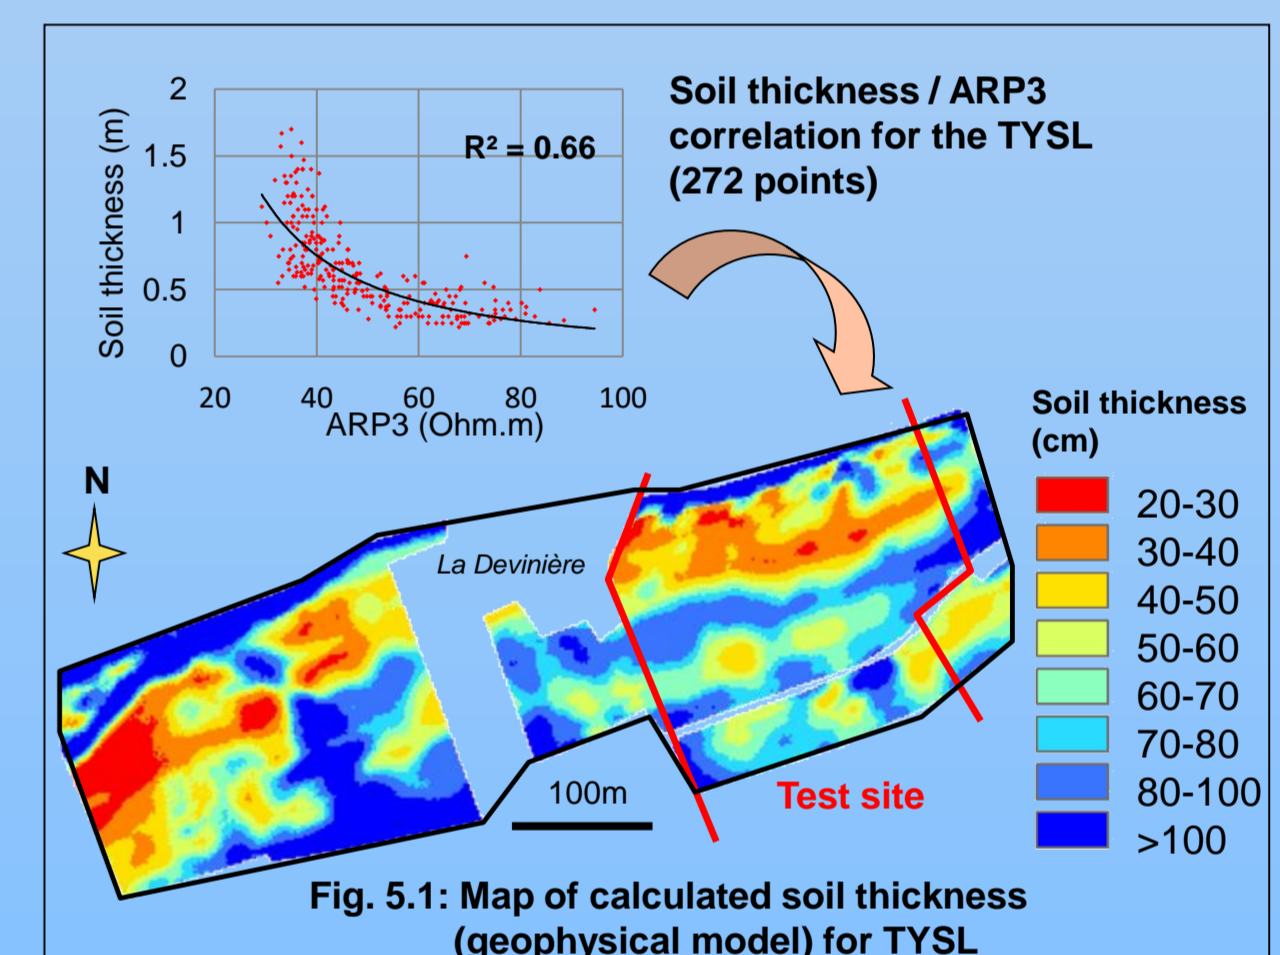 2
1.5
1
0.5
0
Soil thickness (m)
R² = 0.66
20 40 60 80 100
ARP3 (Ohm.m)
Soil thickness / ARP3
correlation for the TYSL
(272 points)
N
La Devinière
Soil thickness
(cm)
20-30
30-40
40-50
50-60
60-70
70-80
80-100
>100
100m
Test site
Fig. 5.1: Map of calculated soil thickness
(geophysical model) for TYSL